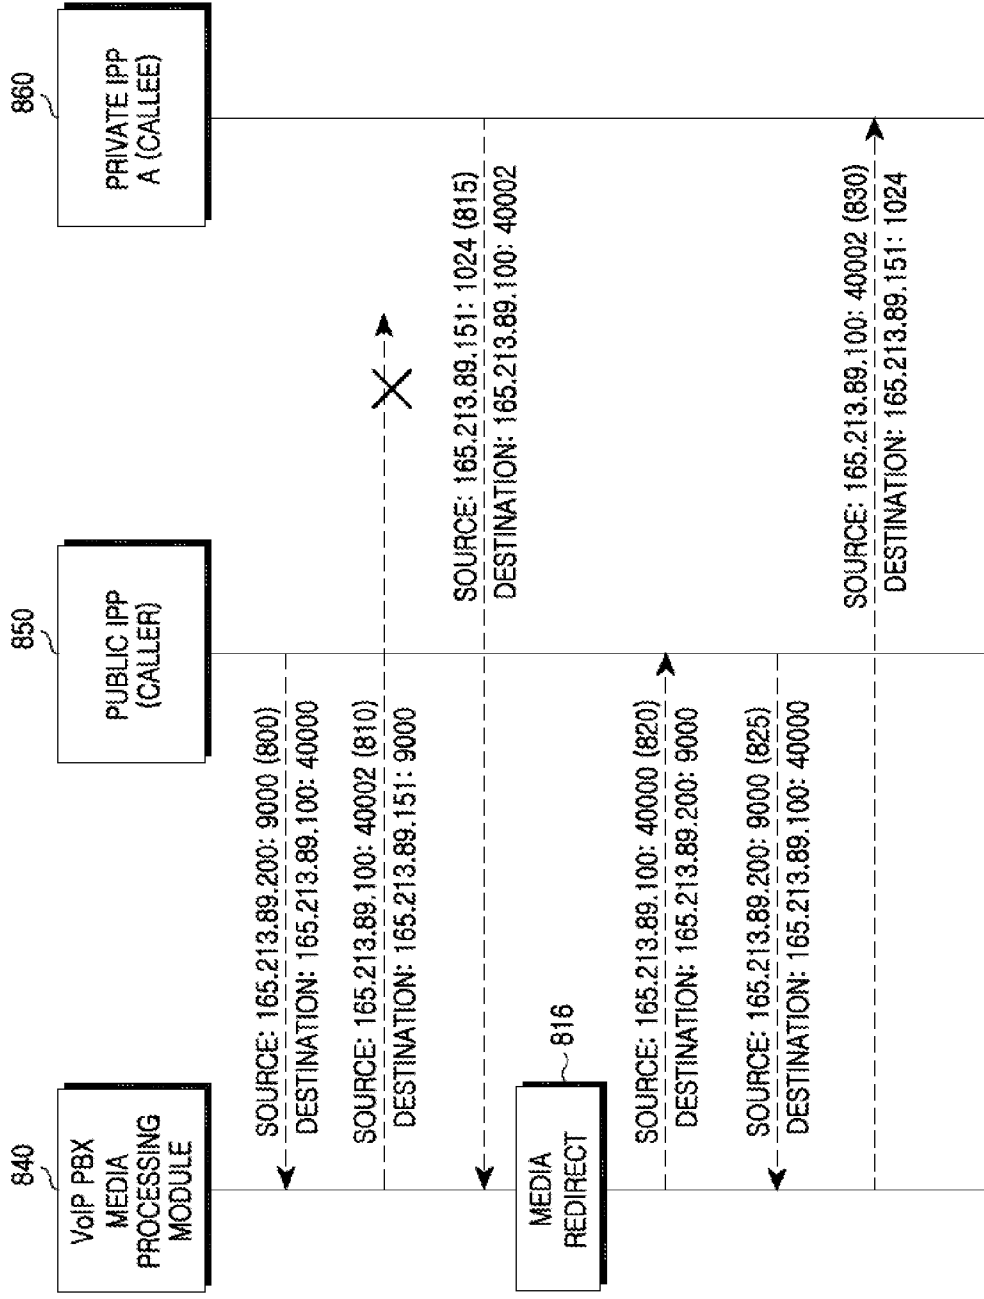 840
VoIP PBX
MEDIA
PROCESSING
MODULE
850
PUBLIC IPP
(CALLER)
860
PRIVATE IPP
A (CALLEE)
SOURCE: 165.213.89.200: 9000 (800)
DESTINATION: 165.213.89.100: 40000
SOURCE: 165.213.89.100: 40002 (810)
DESTINATION: 165.213.89.151: 9000
SOURCE: 165.213.89.151: 1024 (815)
DESTINATION: 165.213.89.100: 40002
MEDIA
REDIRECT
816
SOURCE: 165.213.89.100: 40000 (820)
DESTINATION: 165.213.89.200: 9000
SOURCE: 165.213.89.200: 9000 (825)
DESTINATION: 165.213.89.100: 40000
SOURCE: 165.213.89.100: 40002 (830)
DESTINATION: 165.213.89.151: 1024